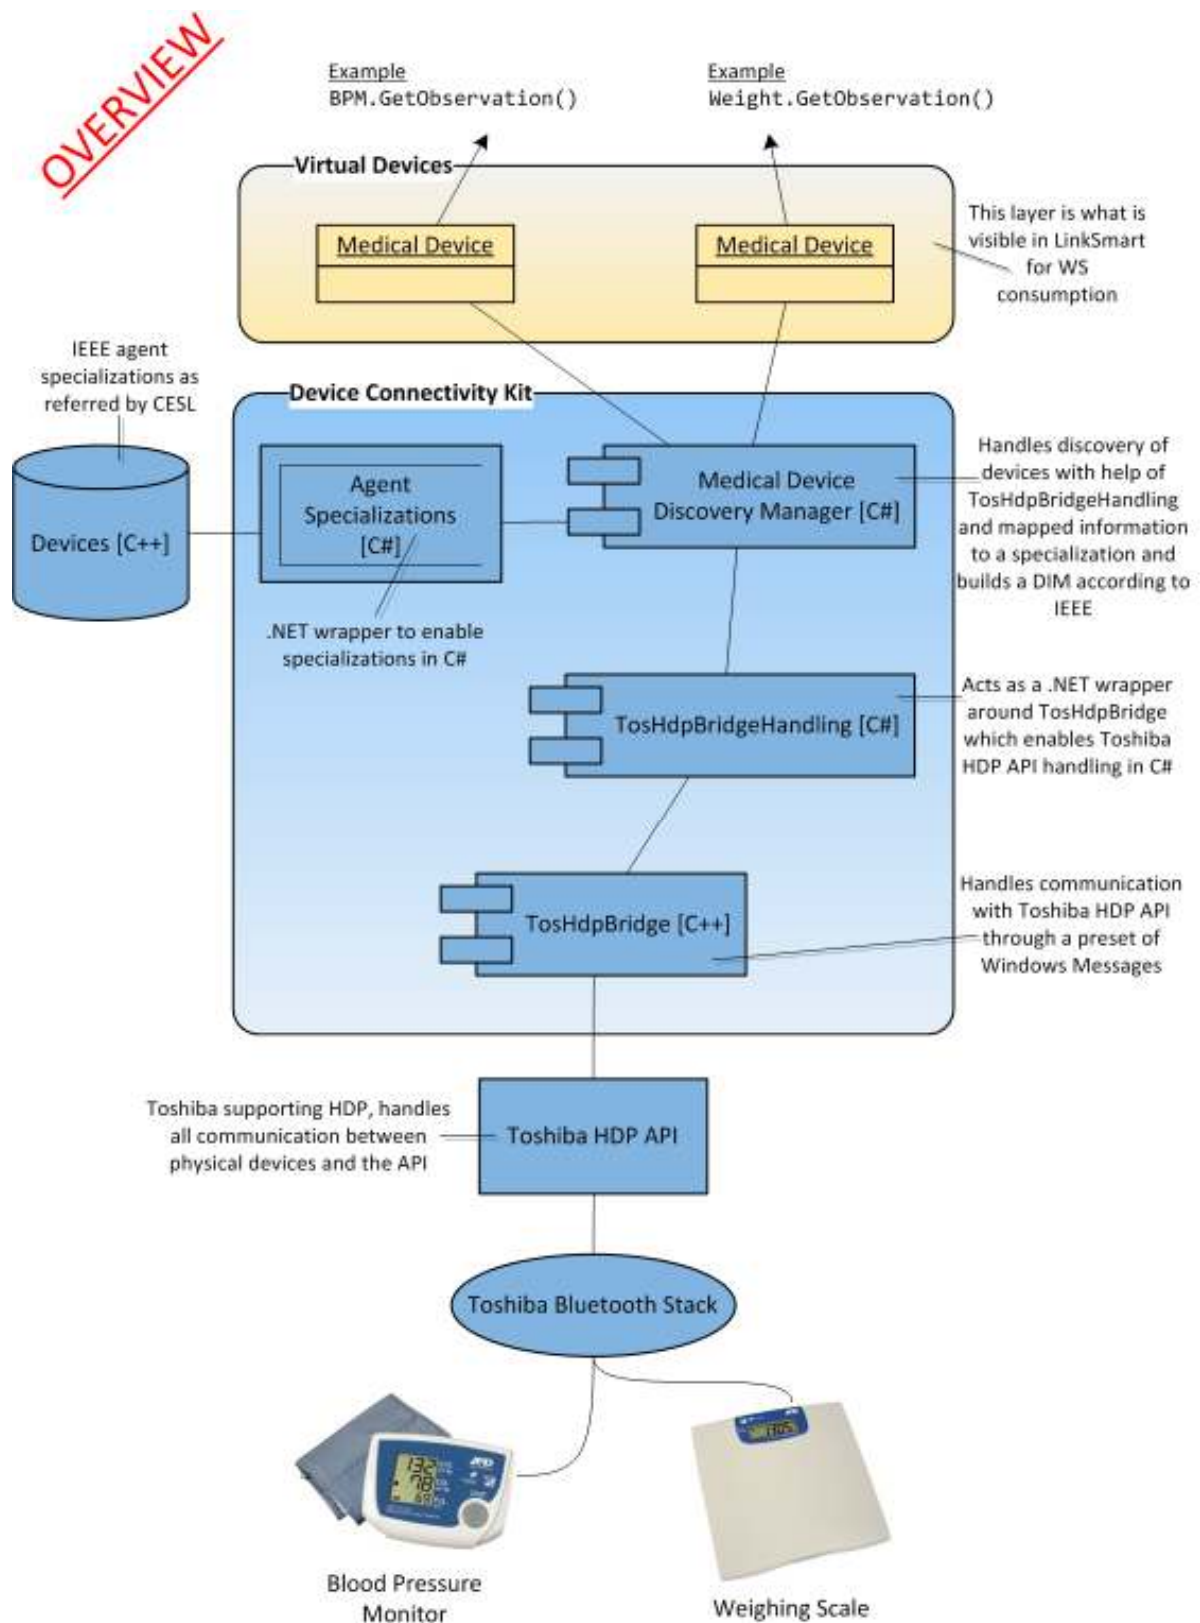 OVERVIEW
Example
BPM.GetObservation()
Example
Weight.GetObservation()
Virtual Devices
Medical Device
Medical Device
This layer is what is
visible in LinkSmart
for WS
consumption
IEEE agent
specializations as
referred by CESL
Device Connectivity Kit
Devices [C++]
Agent
Specializations
[C#]
Medical Device
Discovery Manager [C#]
Handles discovery of
devices with help of
TosHdpBridgeHandling
and mapped information
to a specialization and
builds a DIM according to
IEEE
.NET wrapper to enable
specializations in C#
TosHdpBridgeHandling [C#]
Acts as a .NET wrapper
around TosHdpBridge
which enables Toshiba
HDP API handling in C#
TosHdpBridge [C++]
Handles communication
with Toshiba HDP API
through a preset of
Windows Messages
Toshiba supporting HDP, handles
all communication between
physical devices and the API
Toshiba HDP API
Toshiba Bluetooth Stack
132
78
Blood Pressure
Monitor
Weighing Scale